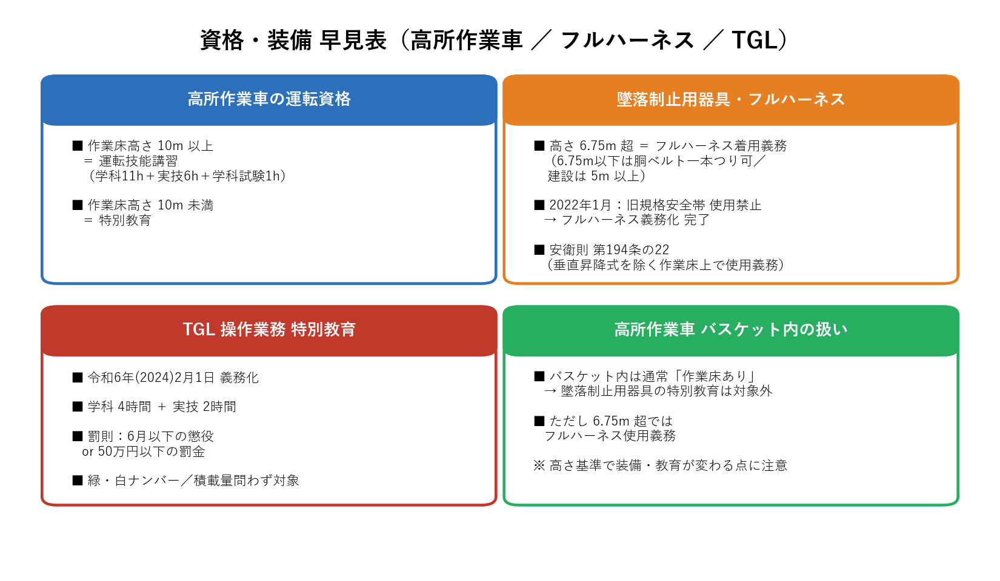 資格・装備 早見表（高所作業車 ／ フルハーネス ／ TGL）
高所作業車の運転資格
■ 作業床高さ 10m 以上
＝ 運転技能講習
（学科11h＋実技6h＋学科試験1h）
■ 作業床高さ 10m 未満
＝ 特別教育
墜落制止用器具・フルハーネス
■ 高さ 6.75m 超 ＝ フルハーネス着用義務
（6.75m以下は胴ベルト一本つり可／
建設は 5m 以上）
■ 2022年1月：旧規格安全帯 使用禁止
→ フルハーネス義務化 完了
■ 安衛則 第194条の22
（垂直昇降式を除く作業床上で使用義務）
TGL 操作業務 特別教育
■ 令和6年(2024)2月1日 義務化
■ 学科 4時間 ＋ 実技 2時間
■ 罰則：6月以下の懲役
or 50万円以下の罰金
■ 緑・白ナンバー／積載量問わず対象
高所作業車 バスケット内の扱い
■ バスケット内は通常「作業床あり」
→ 墜落制止用器具の特別教育は対象外
■ ただし 6.75m 超では
フルハーネス使用義務
※ 高さ基準で装備・教育が変わる点に注意